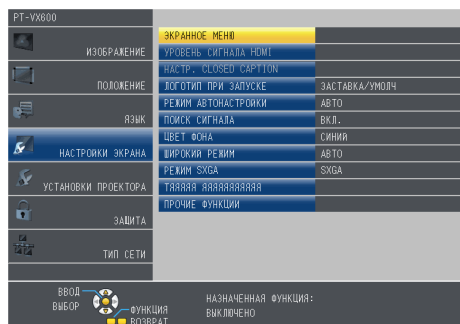 PT-VX600
ИЗОБРАЖЕНИЕ
ПОЛОЖЕНИЕ
ЯЗЫК
НАСТРОЙКИ ЭКРАНА
УСТАНОВКИ ПРОЕКТОРА
ЗАЩИТА
ТИП СЕТИ
ЭКРАННОЕ МЕНЮ
УРОВЕНЬ СИГНАЛА HDMI
НАСТР. CLOSED CAPTION
ЛОГОТИП ПРИ ЗАПУСКЕ ЗАСТАВКА/УМОЛЧ
РЕЖИМ АВТОНАСТРОЙКИ АВТО
ПОИСК СИГНАЛА ВКЛ.
ЦВЕТ ФОНА СИНИЙ
ШИРОКИЙ РЕЖИМ АВТО
РЕЖИМ SXGA SXGA
ТЯЯЯЯЯ ЯЯЯЯЯЯЯЯЯЯЯ
ПРОЧИЕ ФУНКЦИИ
ВВОД
ВЫБОР
ФУНКЦИЯ
ВОЗВРАТ
НАЗНАЧЕННАЯ ФУНКЦИЯ:
ВЫКЛЮЧЕНО